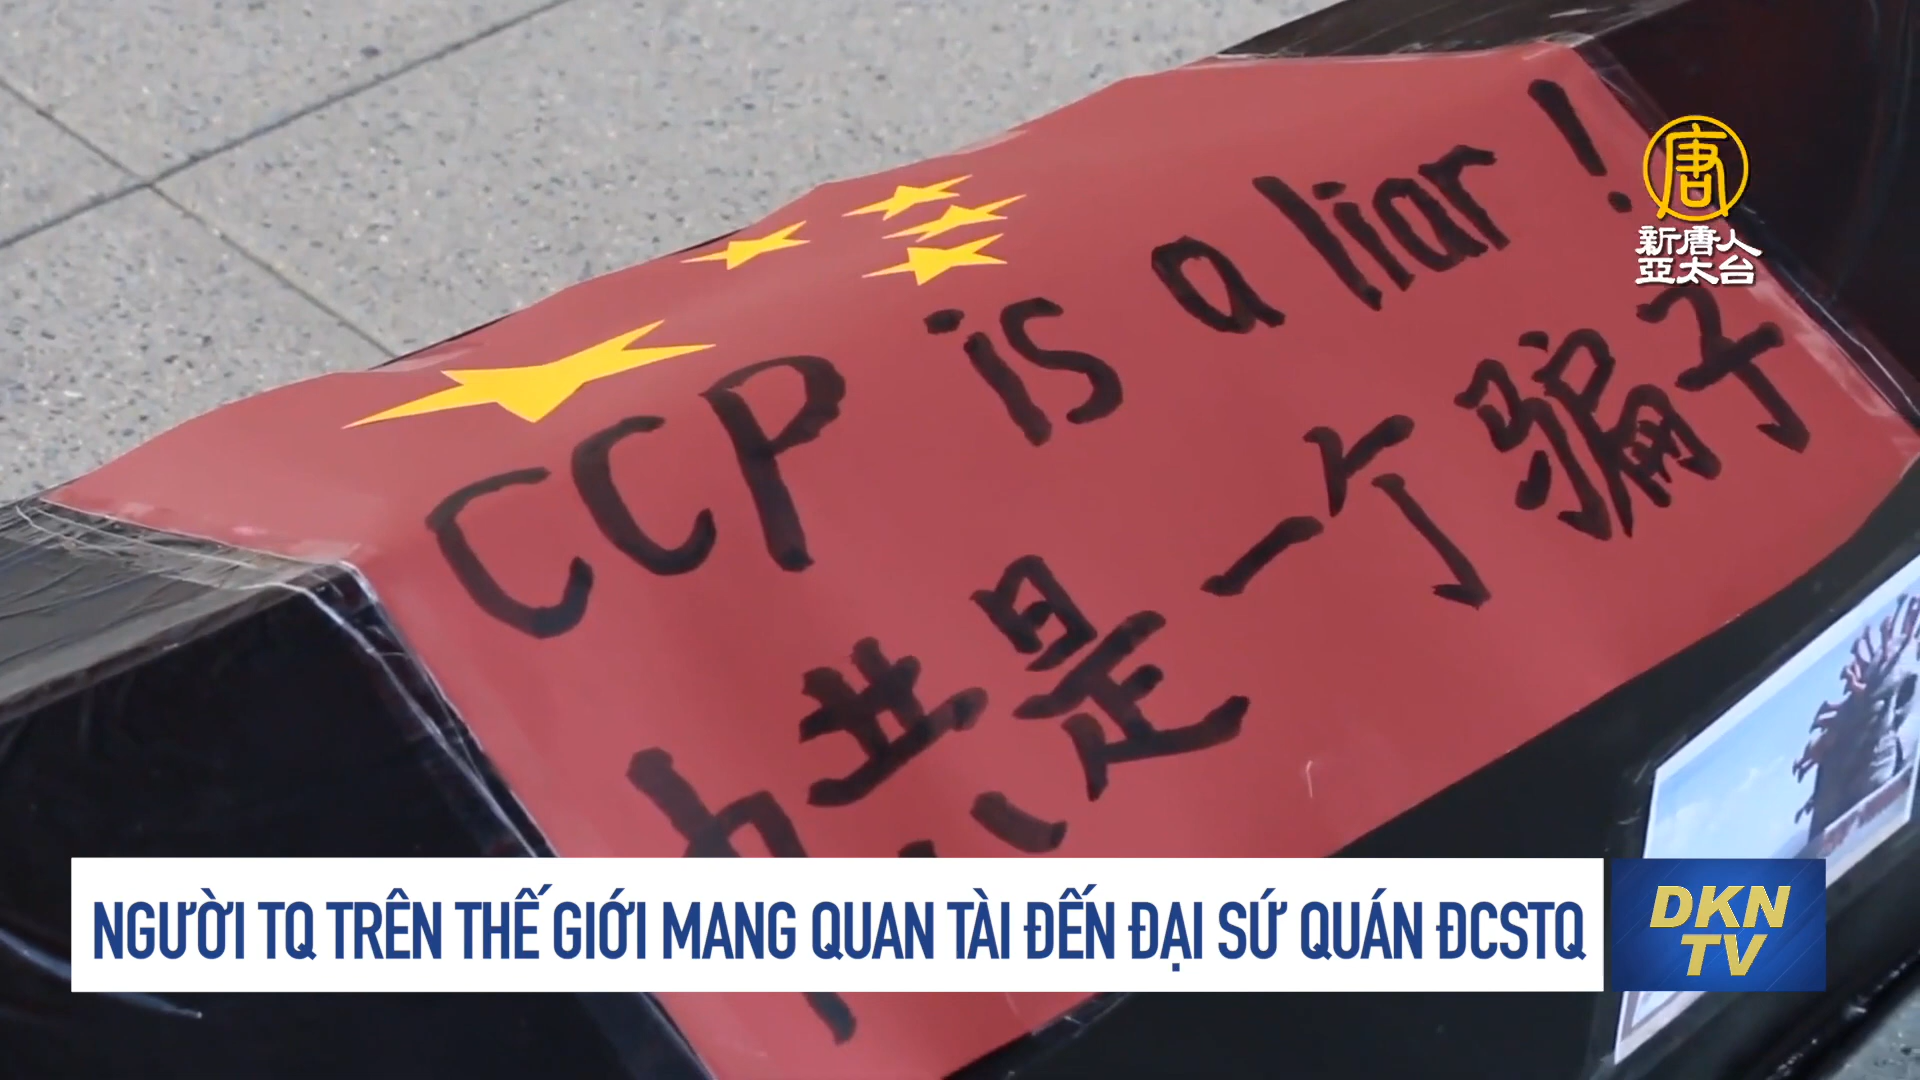 CCP is a liar!
中共是一个骗子
唐
新唐人
亞太台
NGƯỜI TQ TRÊN THẾ GIỚI MANG QUAN TÀI ĐẾN ĐẠI SỨ QUÁN ĐCSTQ
DKN
TV